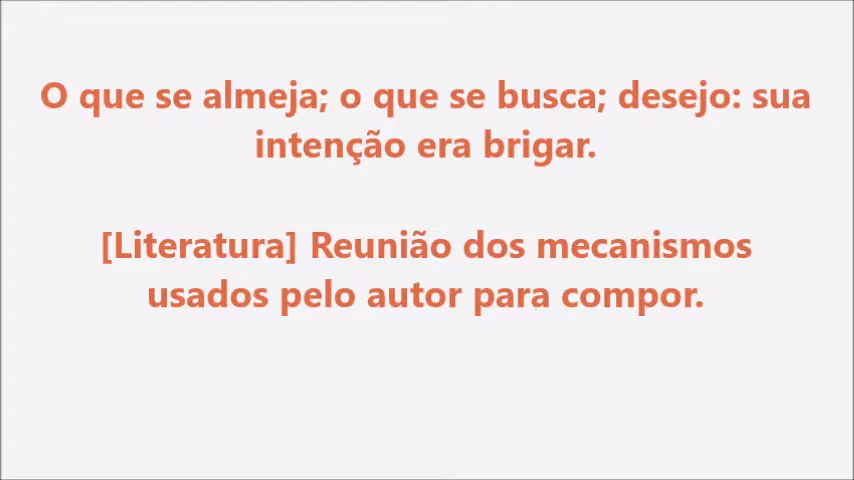 O que se almeja; o que se busca; desejo: sua
intenção era brigar.
[Literatura] Reunião dos mecanismos
usados pelo autor para compor.